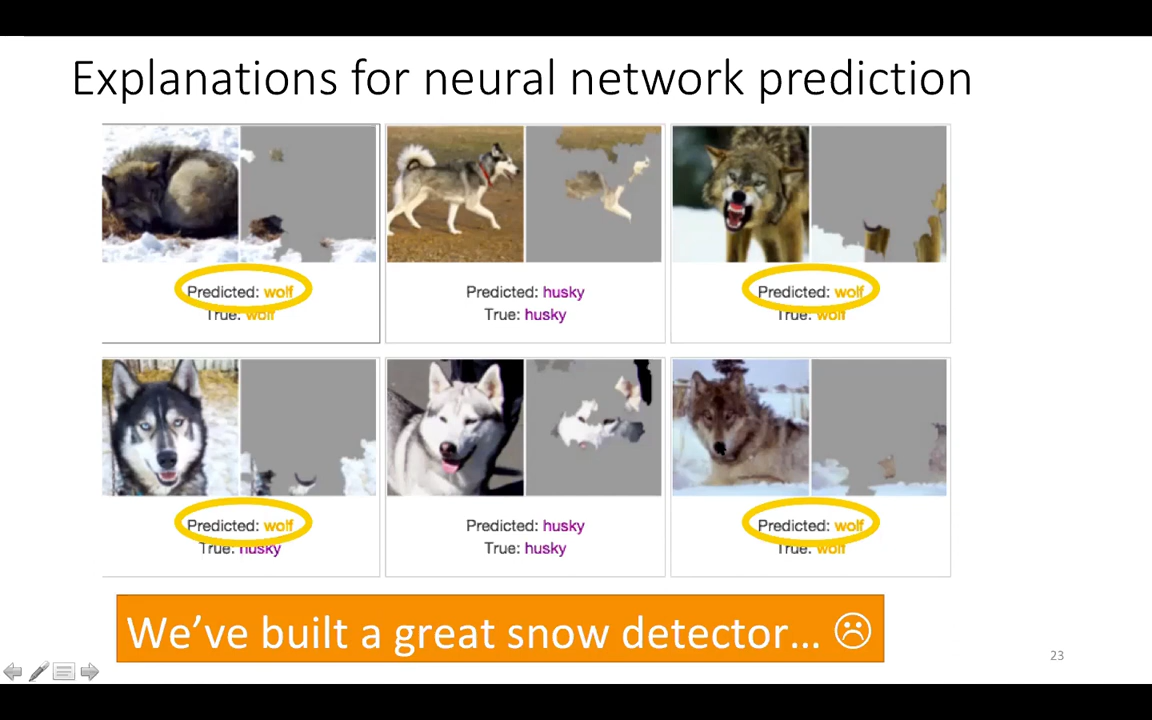 Explanations for neural network prediction
Predicted: wolf
True: wolf
Predicted: husky
True: husky
Predicted: wolf
True: wolf
Predicted: wolf
True: husky
Predicted: husky
True: husky
Predicted: wolf
True: wolf
We've built a great snow detector… ☹
23